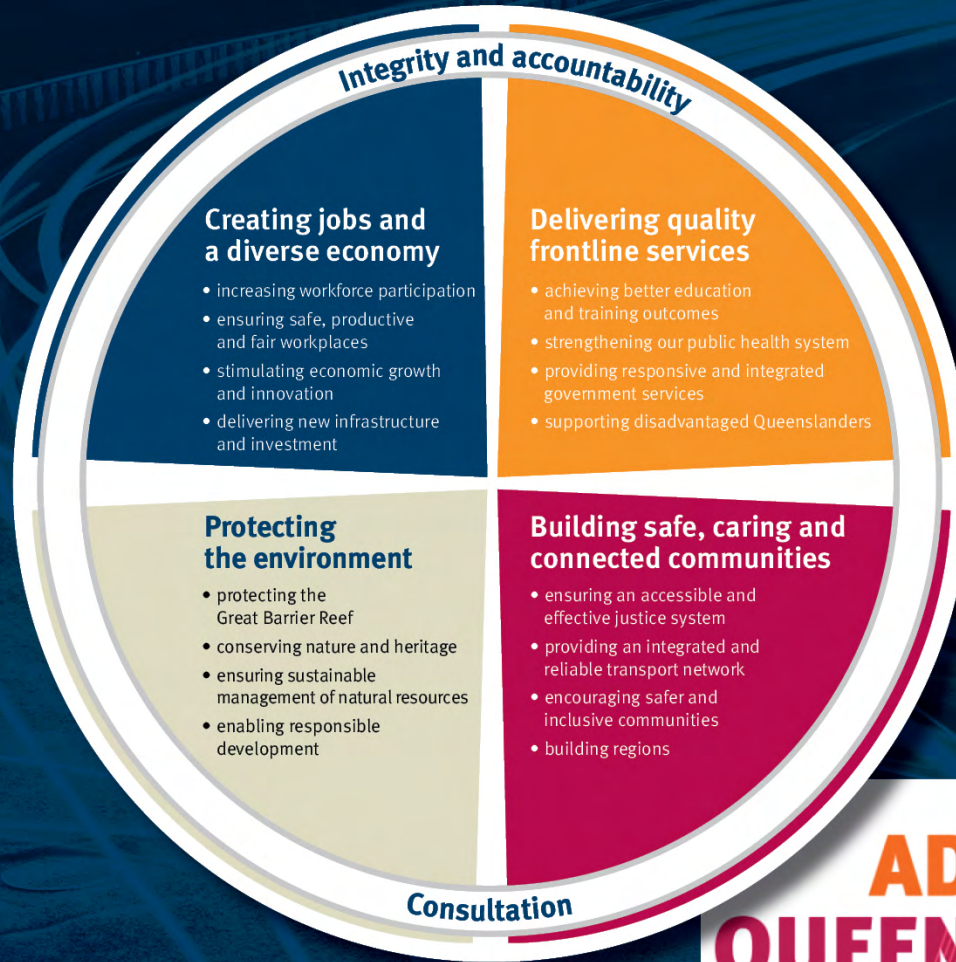 Integrity and accountability
Creating jobs and
a diverse economy
• increasing workforce participation
• ensuring safe, productive
and fair workplaces
• stimulating economic growth
and innovation
• delivering new infrastructure
and investment
Delivering quality
frontline services
• achieving better education
and training outcomes
• strengthening our public health system
• providing responsive and integrated
government services
• supporting disadvantaged Queenslanders
Protecting
the environment
• protecting the
Great Barrier Reef
• conserving nature and heritage
• ensuring sustainable
management of natural resources
• enabling responsible
development
Building safe, caring and
connected communities
• ensuring an accessible and
effective justice system
• providing an integrated and
reliable transport network
• encouraging safer and
inclusive communities
• building regions
Consultation
AD
QUEEN